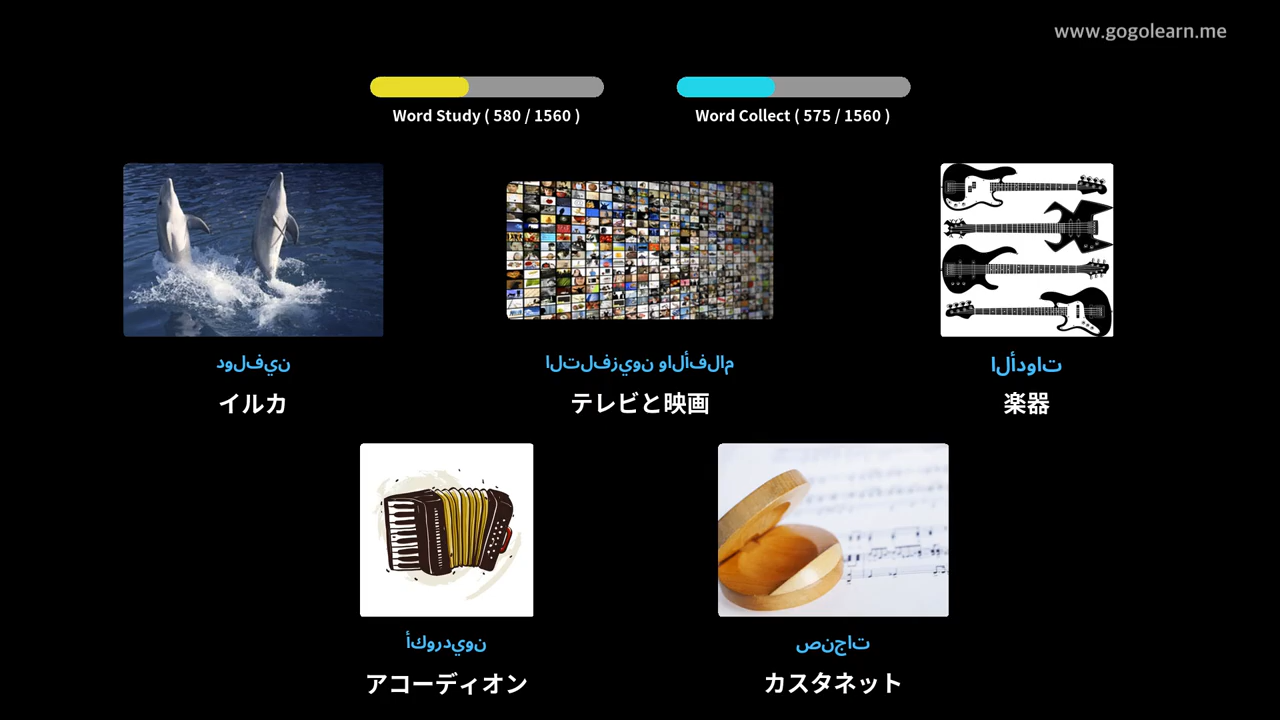 www.gogolearn.me
Word Study ( 580 / 1560 )
Word Collect ( 575 / 1560 )
دولفين
イルカ
التلفزيون والأفلام
テレビと映画
الأدوات
楽器
أكورديون
アコーディオン
صنجات
カスタネット